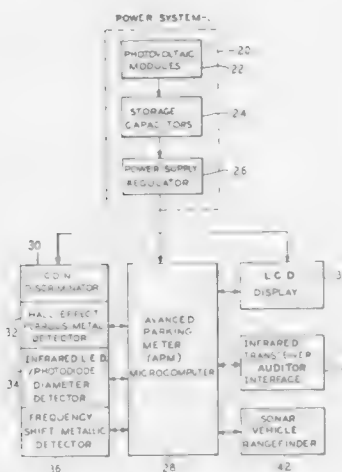 POWER SYSTEM
PHOTOVOLTAIC
MODULES
20
22
STORAGE
CAPACITORS
24
POWER SUPPLY
REGULATOR
26
30
COIN
DISCRIMINATOR
HALL EFFECT
FERROUS METAL
DETECTOR
32
INFRARED L.E.D.
/PHOTODIODE
DIAMETER
DETECTOR
34
FREQUENCY
SHIFT METALLIC
DETECTOR
36
AVANCED
PARKING
METER
(APM)
MICROCOMPUTER
28
L.C.D
DISPLAY
INFRARED
AUDITOR
INTERFACE
SONAR
VEHICLE
RANGEFINDER
42